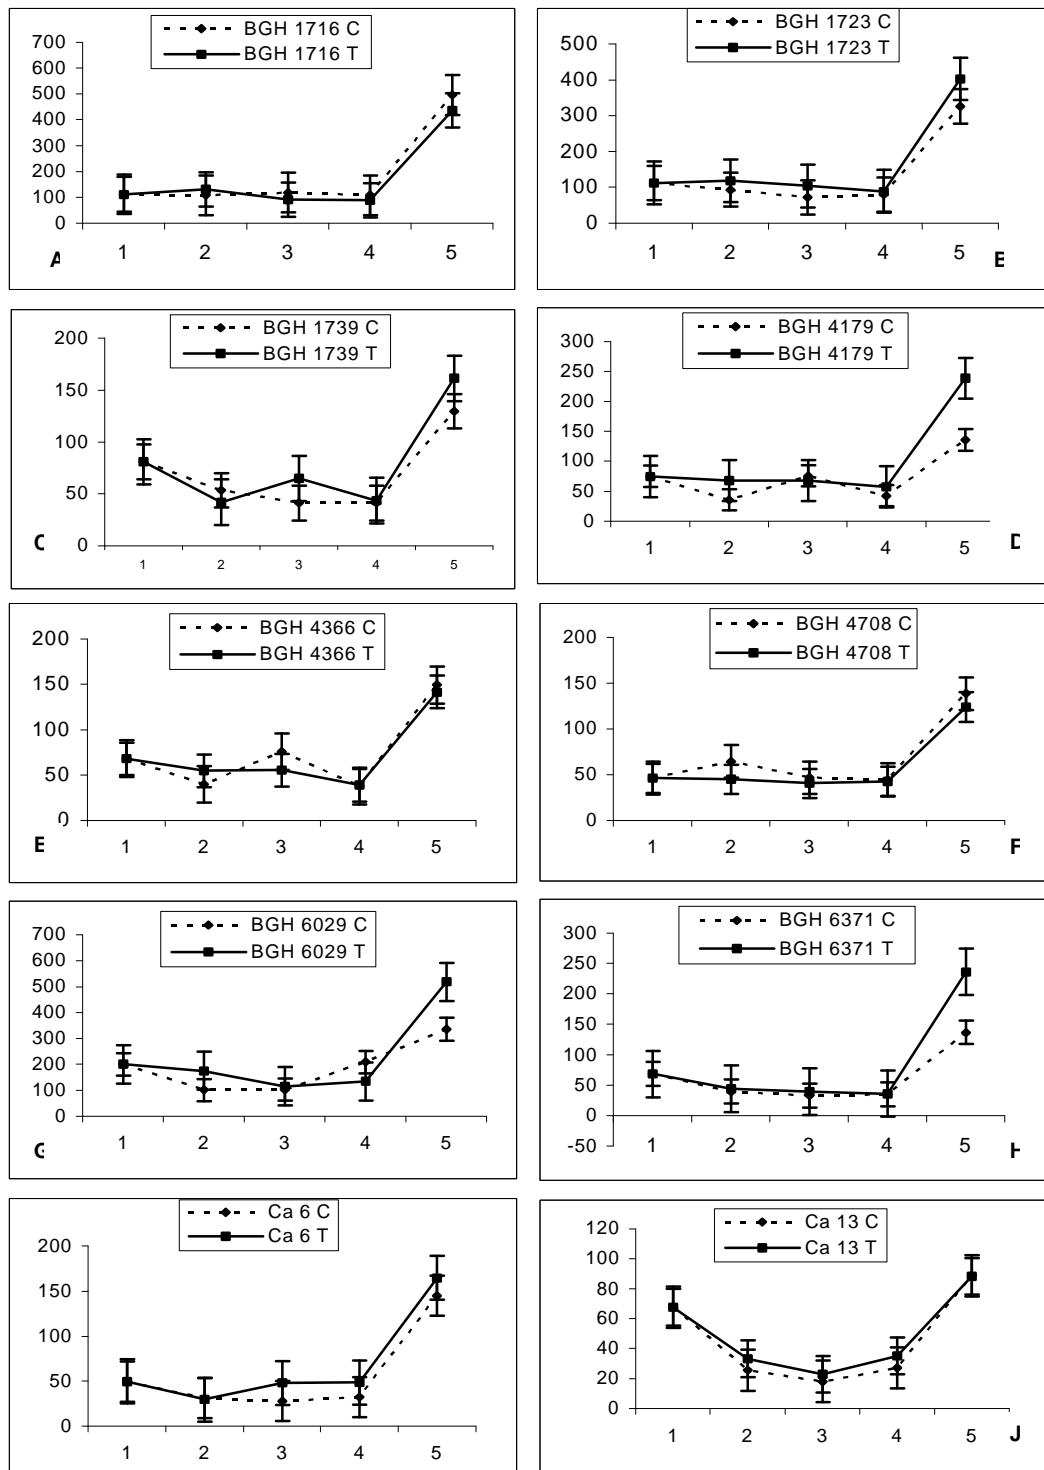 BGH 1716 C
BGH 1716 T
700
600
500
400
300
200
100
0
1 2 3 4 5
A
BGH 1723 C
BGH 1723 T
500
400
300
200
100
0
1 2 3 4 5
B
BGH 1739 C
BGH 1739 T
200
150
100
50
0
1 2 3 4 5
C
BGH 4179 C
BGH 4179 T
300
250
200
150
100
50
0
1 2 3 4 5
D
BGH 4366 C
BGH 4366 T
200
150
100
50
0
1 2 3 4 5
E
BGH 4708 C
BGH 4708 T
200
150
100
50
0
1 2 3 4 5
F
BGH 6029 C
BGH 6029 T
700
600
500
400
300
200
100
0
1 2 3 4 5
G
BGH 6371 C
BGH 6371 T
300
250
200
150
100
50
0
-50
1 2 3 4 5
H
Ca 6 C
Ca 6 T
200
150
100
50
0
1 2 3 4 5
Ca 13 C
Ca 13 T
120
100
80
60
40
20
0
1 2 3 4 5
J